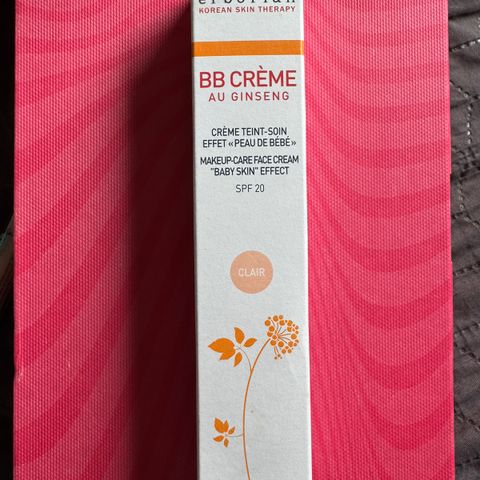 erborian
KOREAN SKIN THERAPY
BB CRÈME
AU GINSENG
CRÈME TEINT-SOIN
EFFET « PEAU DE BÉBÉ »
MAKEUP-CARE FACE CREAM
"BABY SKIN" EFFECT
SPF 20
CLAIR